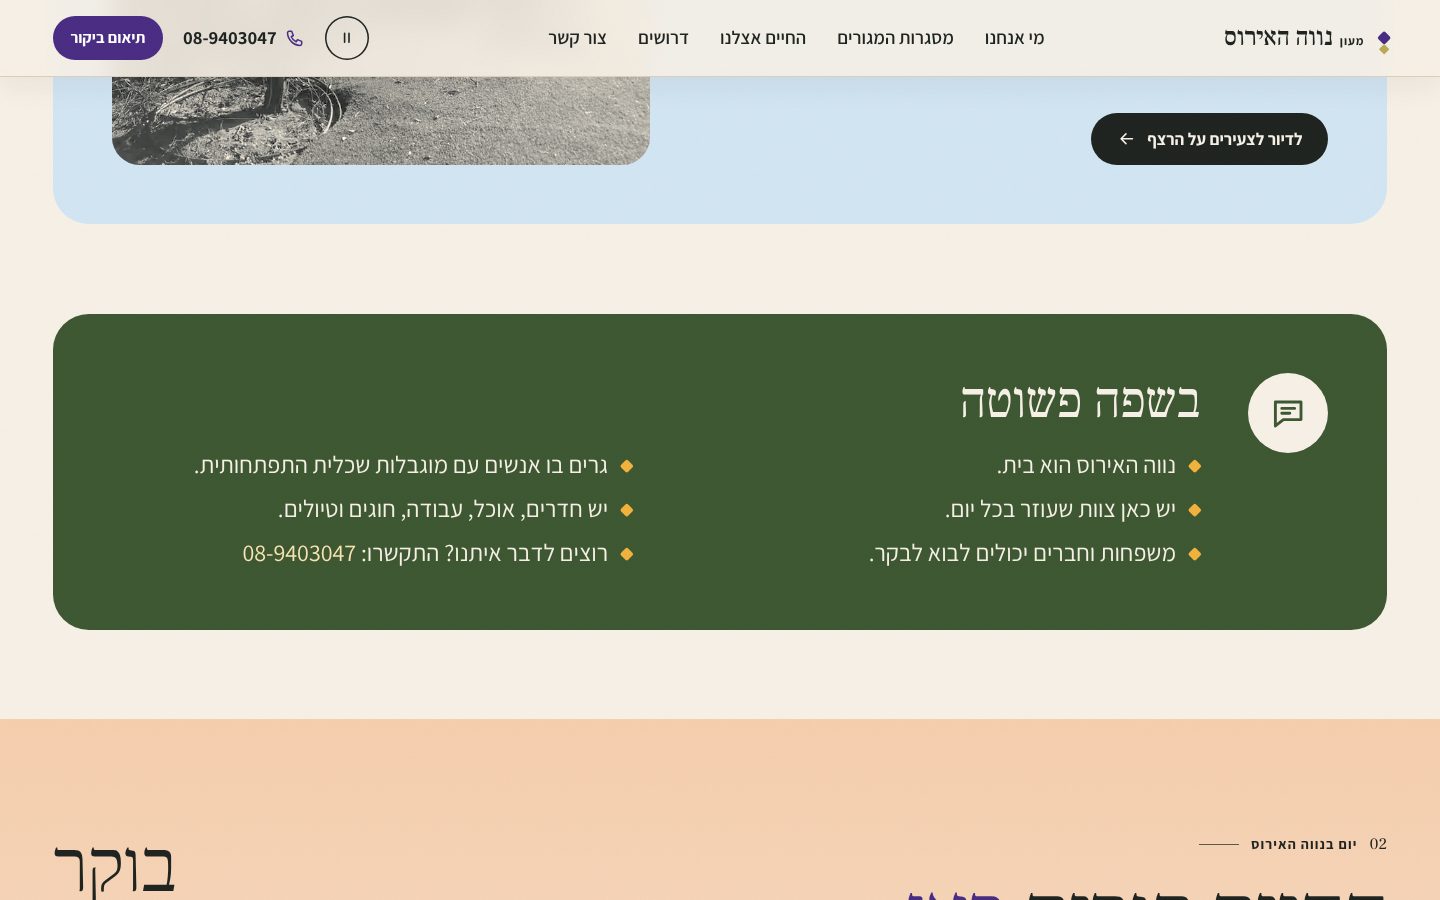 מעון נווה האירוס
מי אנחנו
מסגרות המגורים
החיים אצלנו
דרושים
צור קשר
08-9403047
תיאום ביקור
לדיור לצעירים על הרצף
בשפה פשוטה
נווה האירוס הוא בית.
גרים בו אנשים עם מוגבלות שכלית התפתחותית.
יש כאן צוות שעוזר בכל יום.
יש חדרים, אוכל, עבודה, חוגים וטיולים.
משפחות וחברים יכולים לבוא לבקר.
רוצים לדבר איתנו? התקשרו: 08-9403047
02 יום בנווה האירוס
בוקר